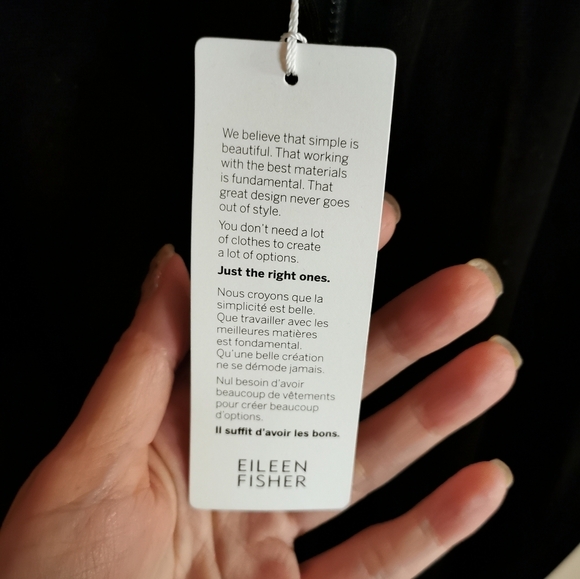 We believe that simple is
beautiful. That working
with the best materials
is fundamental. That
great design never goes
out of style.
You don't need a lot
of clothes to create
a lot of options.
Just the right ones.
Nous croyons que la
simplicité est belle.
Que travailler avec les
meilleures matières
est fondamental.
Qu'une belle création
ne se démode jamais.
Nul besoin d'avoir
beaucoup de vêtements
pour créer beaucoup
d'options.
Il suffit d'avoir les bons.
EILEEN
FISHER